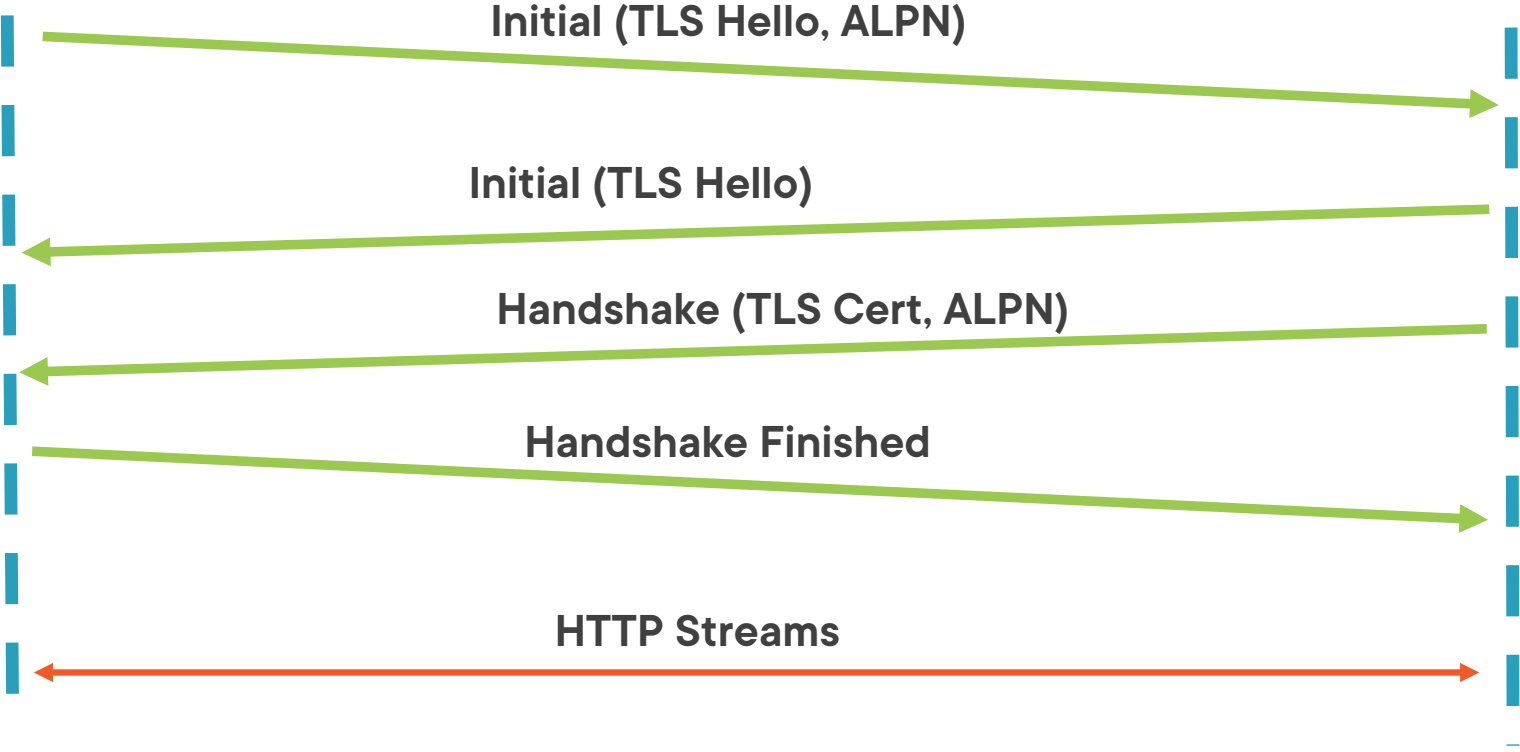 Initial (TLS Hello, ALPN)
Initial (TLS Hello)
Handshake (TLS Cert, ALPN)
Handshake Finished
HTTP Streams